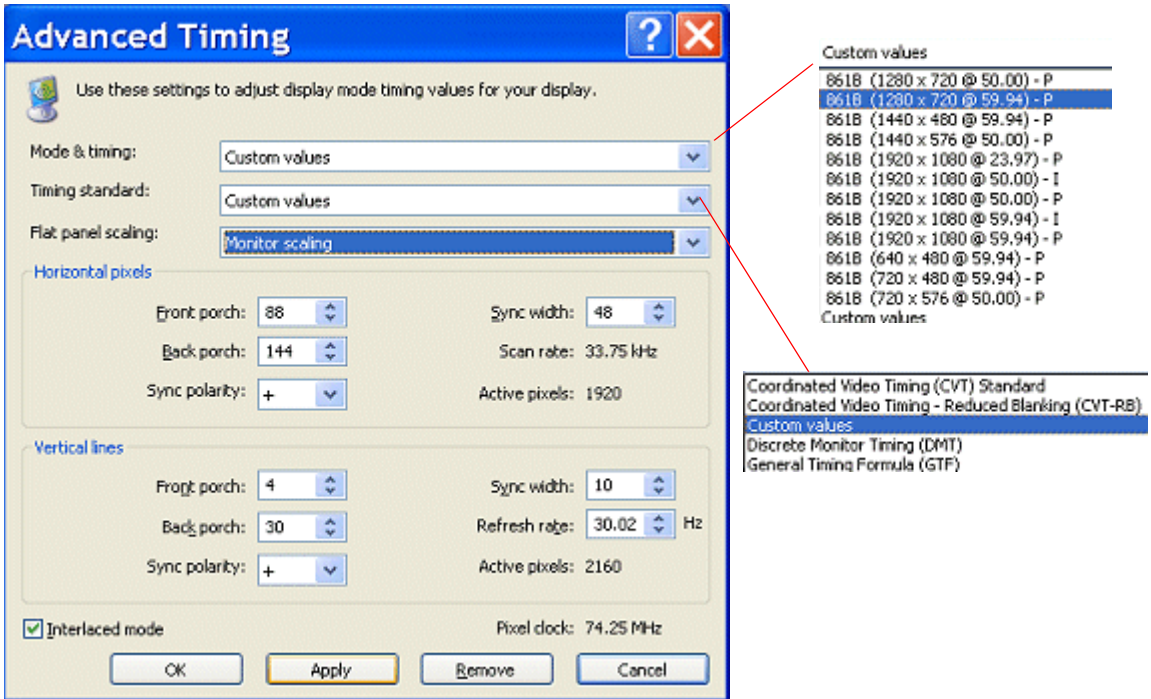 Advanced Timing
Use these settings to adjust display mode timing values for your display.
Mode & timing: Custom values
Timing standard: Custom values
Flat panel scaling: Monitor scaling
Horizontal pixels
Front porch: 88 Sync width: 48
Back porch: 144 Scan rate: 33.75 kHz
Sync polarity: + Active pixels: 1920
Vertical lines
Front porch: 4 Sync width: 10
Back porch: 30 Refresh rate: 30.02 Hz
Sync polarity: + Active pixels: 2160
Interlaced mode Pixel clock: 74.25 MHz
OK Apply Remove Cancel
Custom values
861B (1280 x 720 @ 50.00) - P
861B (1280 x 720 @ 59.94) - P
861B (1440 x 480 @ 59.94) - P
861B (1440 x 576 @ 50.00) - P
861B (1920 x 1080 @ 23.97) - P
861B (1920 x 1080 @ 50.00) - I
861B (1920 x 1080 @ 50.00) - P
861B (1920 x 1080 @ 59.94) - I
861B (1920 x 1080 @ 59.94) - P
861B (640 x 480 @ 59.94) - P
861B (720 x 480 @ 59.94) - P
861B (720 x 576 @ 50.00) - P
Custom values
Coordinated Video Timing (CVT) Standard
Coordinated Video Timing - Reduced Blanking (CVT-RB)
Custom values
Discrete Monitor Timing (DMT)
General Timing Formula (GTF)